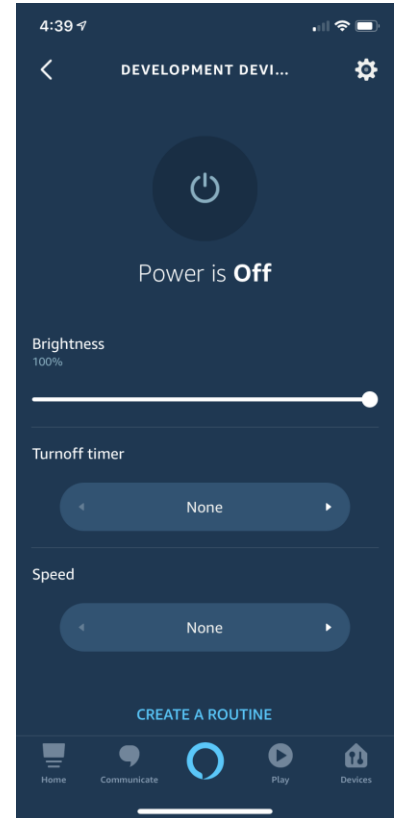 4:39
DEVELOPMENT DEVI...
Power is Off
Brightness
100%
Turnoff timer
None
Speed
None
CREATE A ROUTINE
Home Communicate Play Devices